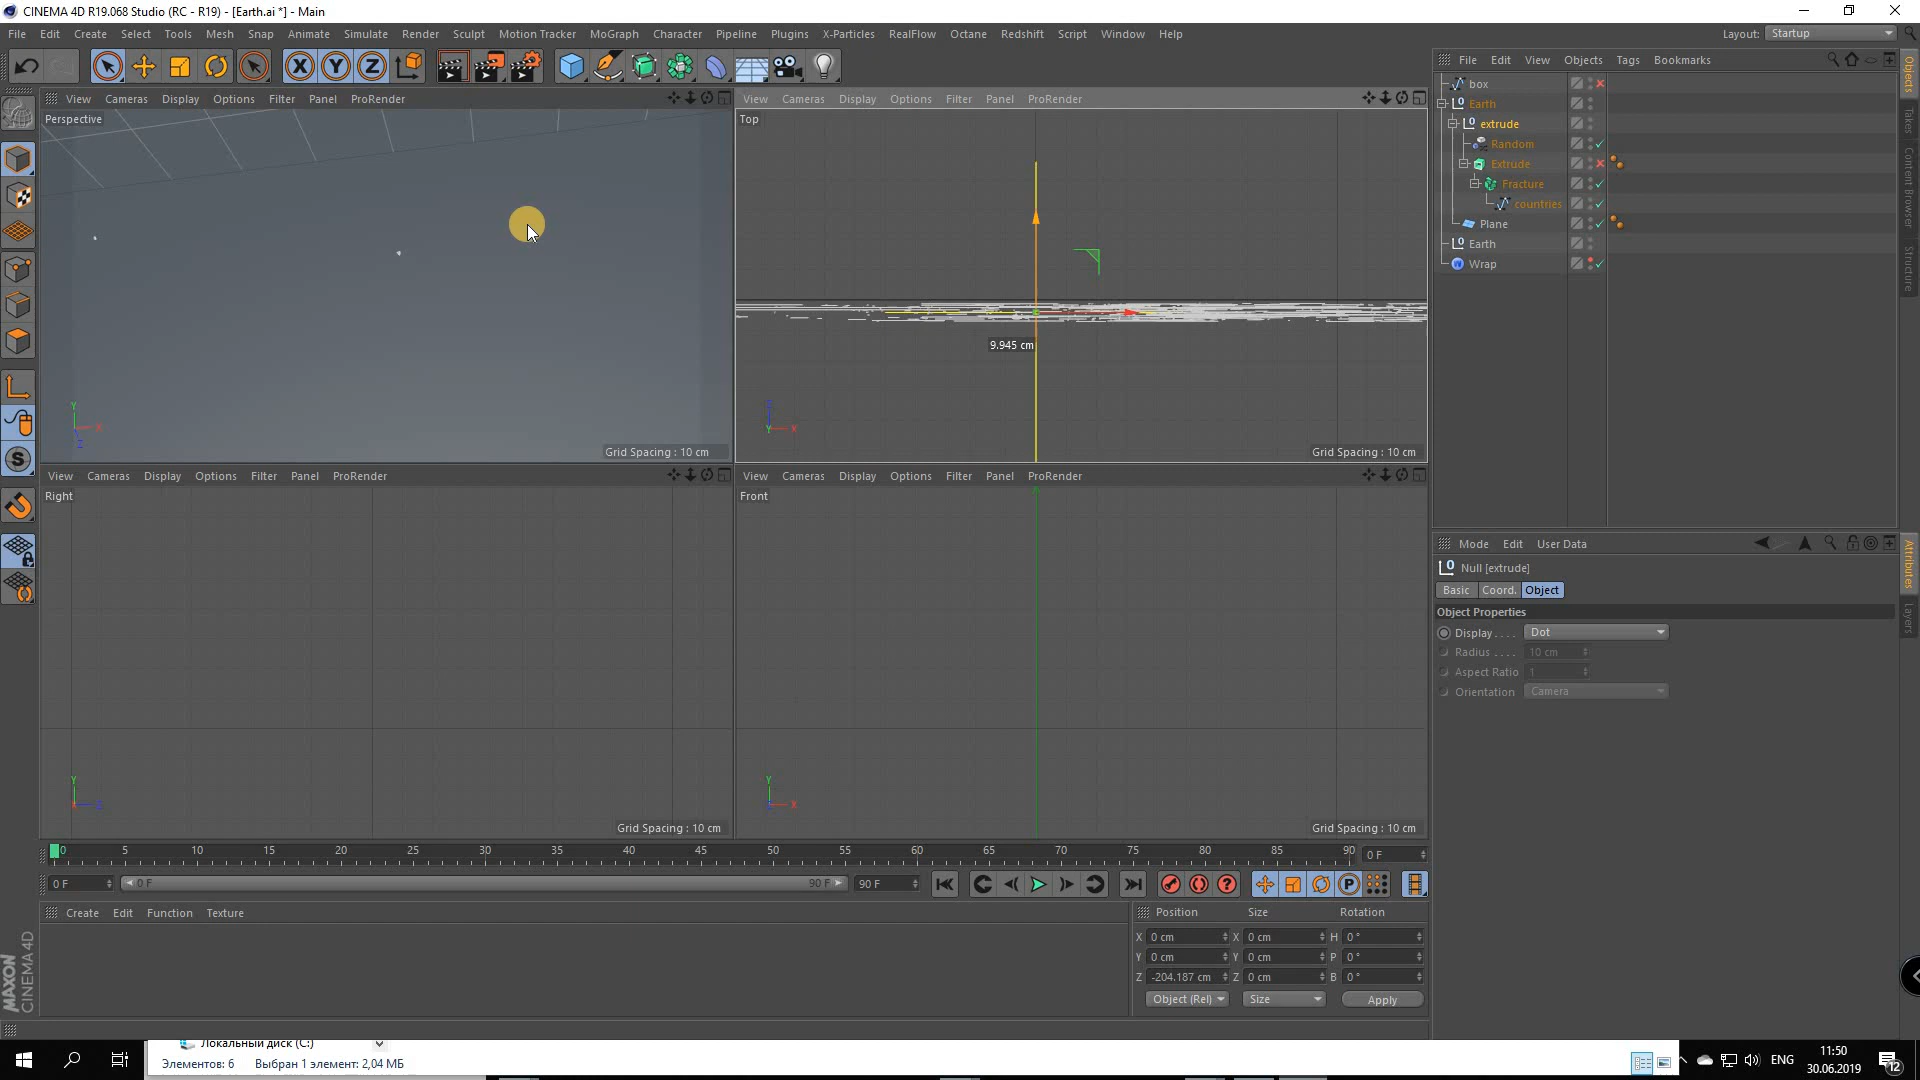 CINEMA 4D R19.068 Studio (RC - R19) - [Earth.ai *] - Main
File Edit Create Select Tools Mesh Snap Animate Simulate Render Sculpt Motion Tracker MoGraph Character Pipeline Plugins X-Particles RealFlow Octane Redshift Script Window Help Layout: Startup
File Edit View Objects Tags Bookmarks
View Cameras Display Options Filter Panel ProRender
View Cameras Display Options Filter Panel ProRender
Perspective
Top
box
Earth
extrude
Random
Extrude
Fracture
countries
Plane
Earth
Wrap
9.945 cm
Grid Spacing : 10 cm
Grid Spacing : 10 cm
View Cameras Display Options Filter Panel ProRender
View Cameras Display Options Filter Panel ProRender
Right
Front
Grid Spacing : 10 cm
Grid Spacing : 10 cm
Objects
Takes
Content Browser
Structure
Mode Edit User Data
Null [extrude]
Basic Coord. Object
Object Properties
Display . . . . Dot
Radius . . . . 10 cm
Aspect Ratio 1
Orientation Camera
Attributes
Layers
0 5 10 15 20 25 30 35 40 45 50 55 60 65 70 75 80 85 90 0 F
0 F 0 F 90 F 90 F
Create Edit Function Texture
Position Size Rotation
X 0 cm X 0 cm H 0 °
Y 0 cm Y 0 cm P 0 °
Z -204.187 cm Z 0 cm B 0 °
Object (Rel) Size Apply
MAXON
CINEMA 4D
Локальный диск (C:)
Элементов: 6 Выбран 1 элемент: 2,04 МБ
ENG
11:50
30.06.2019
12